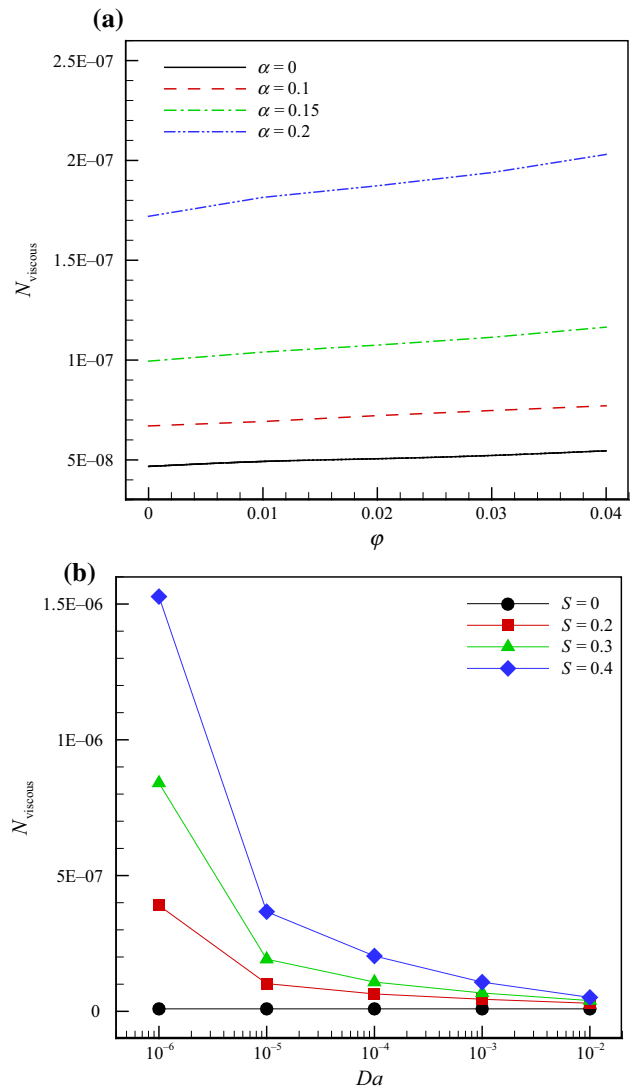 (a)
2.5E–07
2E–07
1.5E–07
1E–07
5E–08
N_viscous
α = 0
α = 0.1
α = 0.15
α = 0.2
0 0.01 0.02 0.03 0.04
φ
(b)
1.5E–06
1E–06
5E–07
0
N_viscous
S = 0
S = 0.2
S = 0.3
S = 0.4
10⁻⁶ 10⁻⁵ 10⁻⁴ 10⁻³ 10⁻²
Da